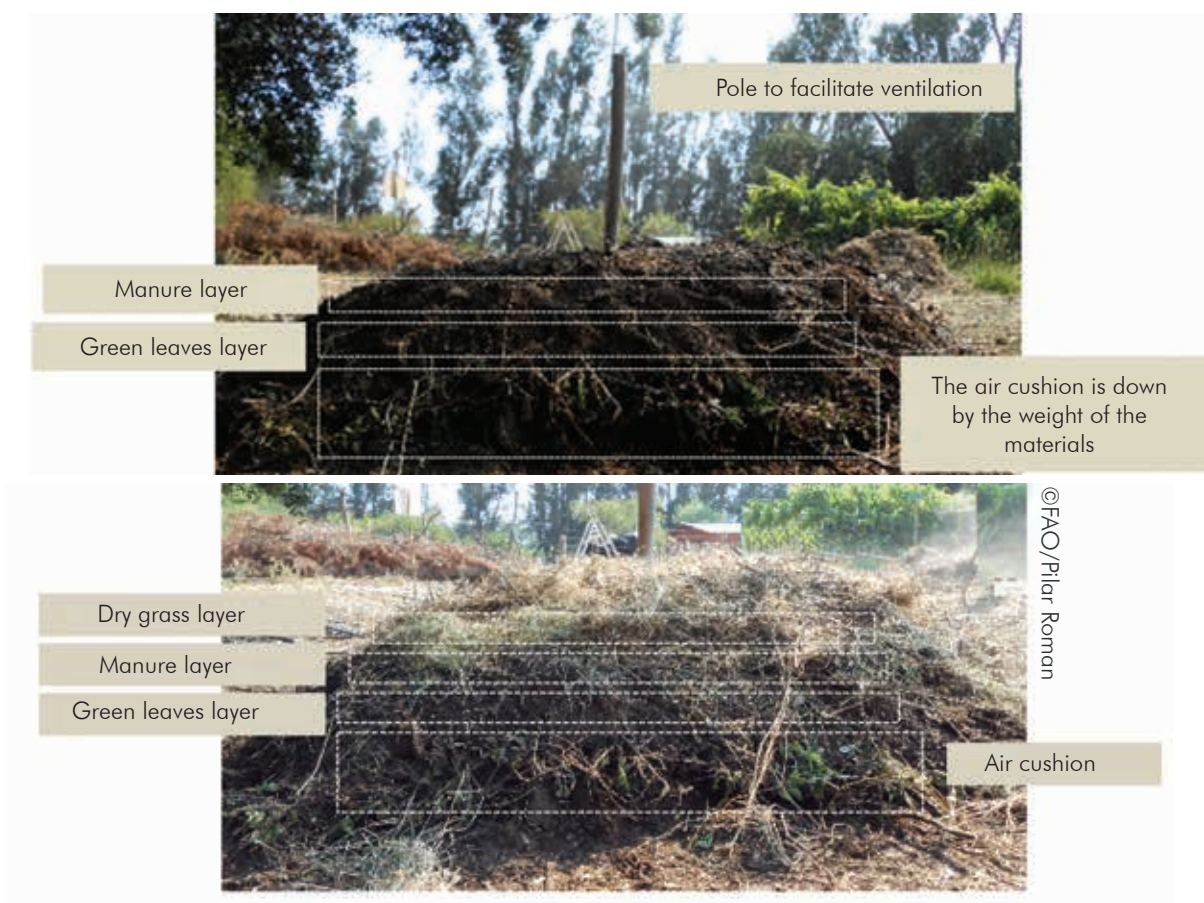 Pole to facilitate ventilation
Manure layer
Green leaves layer
The air cushion is down
by the weight of the
materials
©FAO/Pilar Roman
Dry grass layer
Manure layer
Green leaves layer
Air cushion